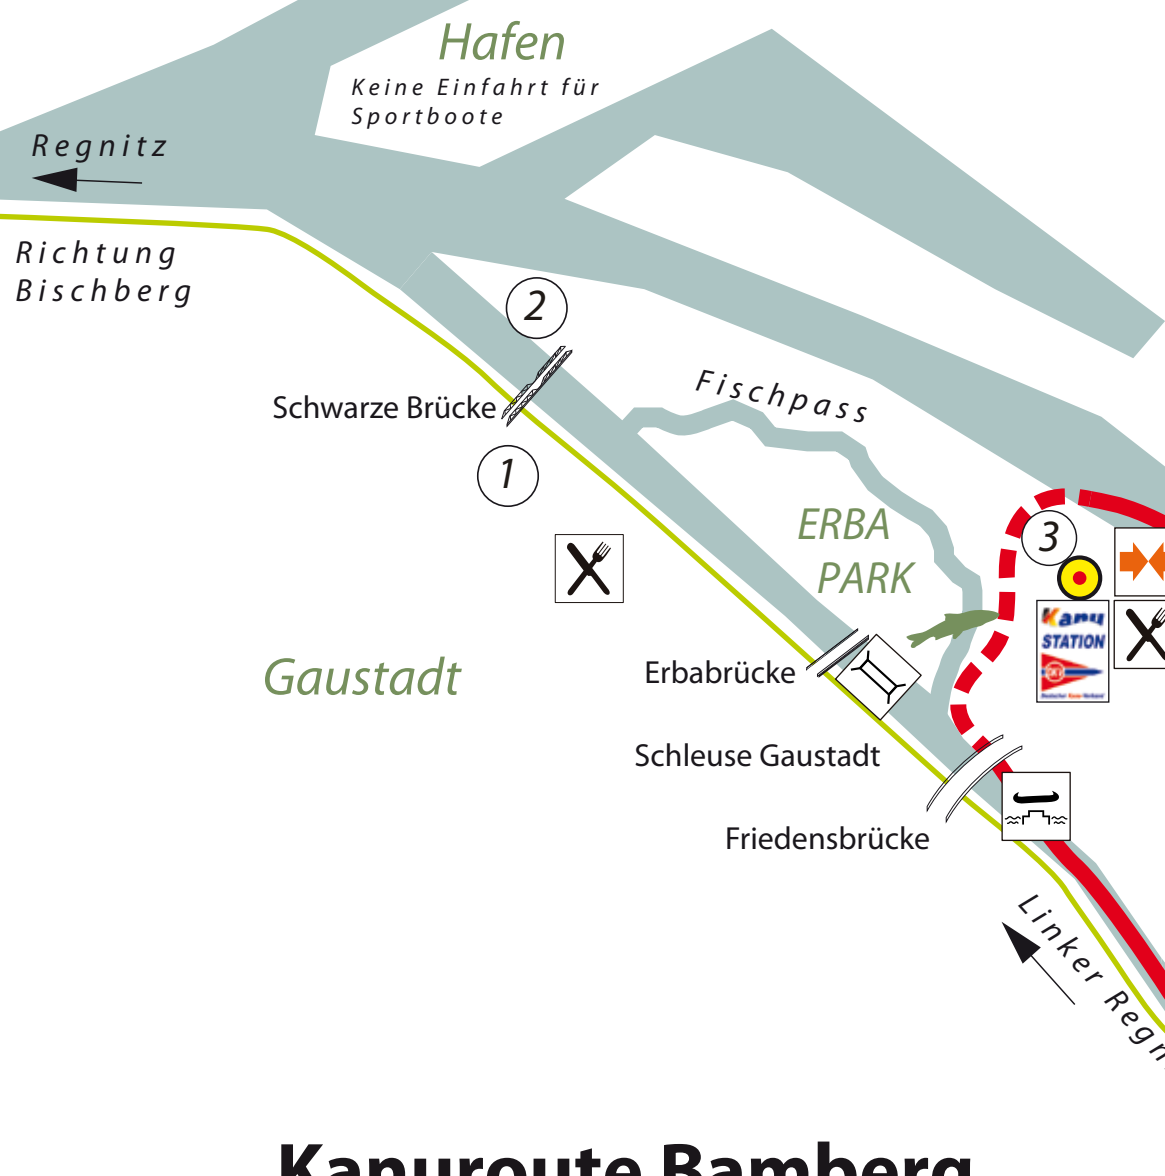 Hafen
Keine Einfahrt für
Sportboote
Regnitz
Richtung
Bischberg
2
Schwarze Brücke
Fischpass
1
ERBA
PARK
3
Kanu
STATION
Gaustadt
Erbabrücke
Schleuse Gaustadt
Friedensbrücke
Linker Regn
Kanuroute Bamberg